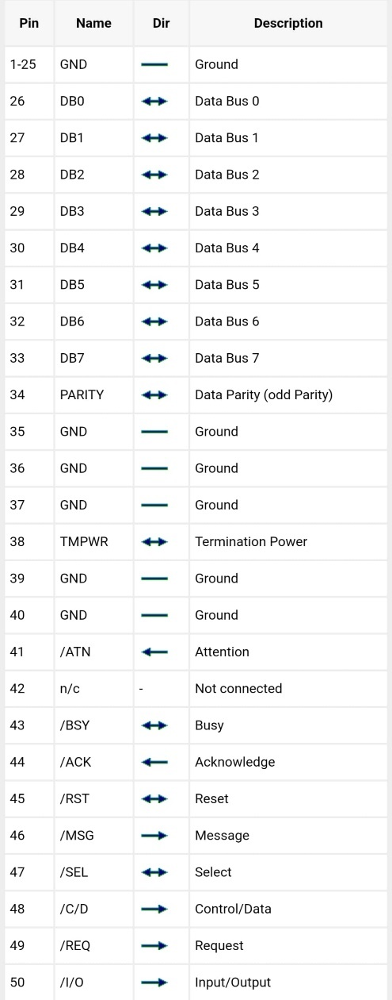 Pin Name Dir Description
1-25 GND Ground
26 DB0 Data Bus 0
27 DB1 Data Bus 1
28 DB2 Data Bus 2
29 DB3 Data Bus 3
30 DB4 Data Bus 4
31 DB5 Data Bus 5
32 DB6 Data Bus 6
33 DB7 Data Bus 7
34 PARITY Data Parity (odd Parity)
35 GND Ground
36 GND Ground
37 GND Ground
38 TMPWR Termination Power
39 GND Ground
40 GND Ground
41 /ATN Attention
42 n/c - Not connected
43 /BSY Busy
44 /ACK Acknowledge
45 /RST Reset
46 /MSG Message
47 /SEL Select
48 /C/D Control/Data
49 /REQ Request
50 /I/O Input/Output